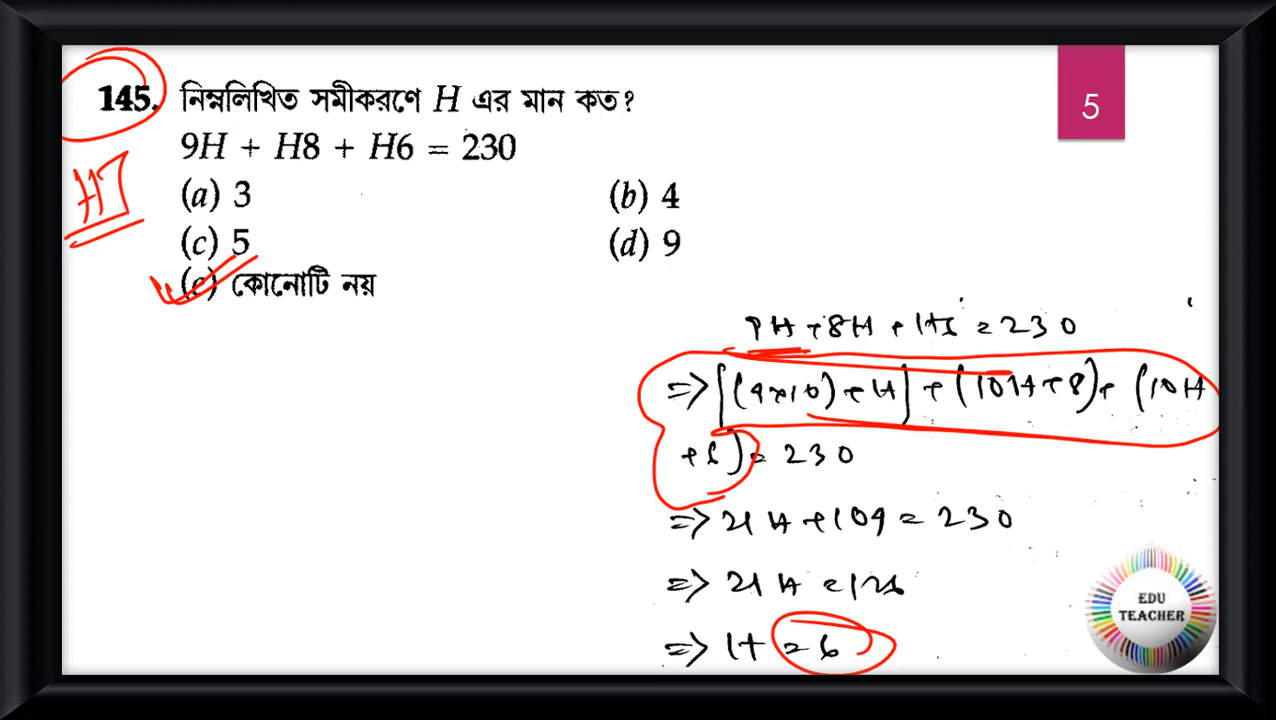 5
145. নিম্নলিখিত সমীকরণে H এর মান কত?
9H + H8 + H6 = 230
(a) 3 (b) 4
(c) 5 (d) 9
(e) কোনোটি নয়
9H + 8H + H6 = 230
=> [(9×10) + H] + (10H + 8) + (10H
+ 6) = 230
=> 21H + 104 = 230
=> 21H = 126
=> H = 6
EDU
TEACHER